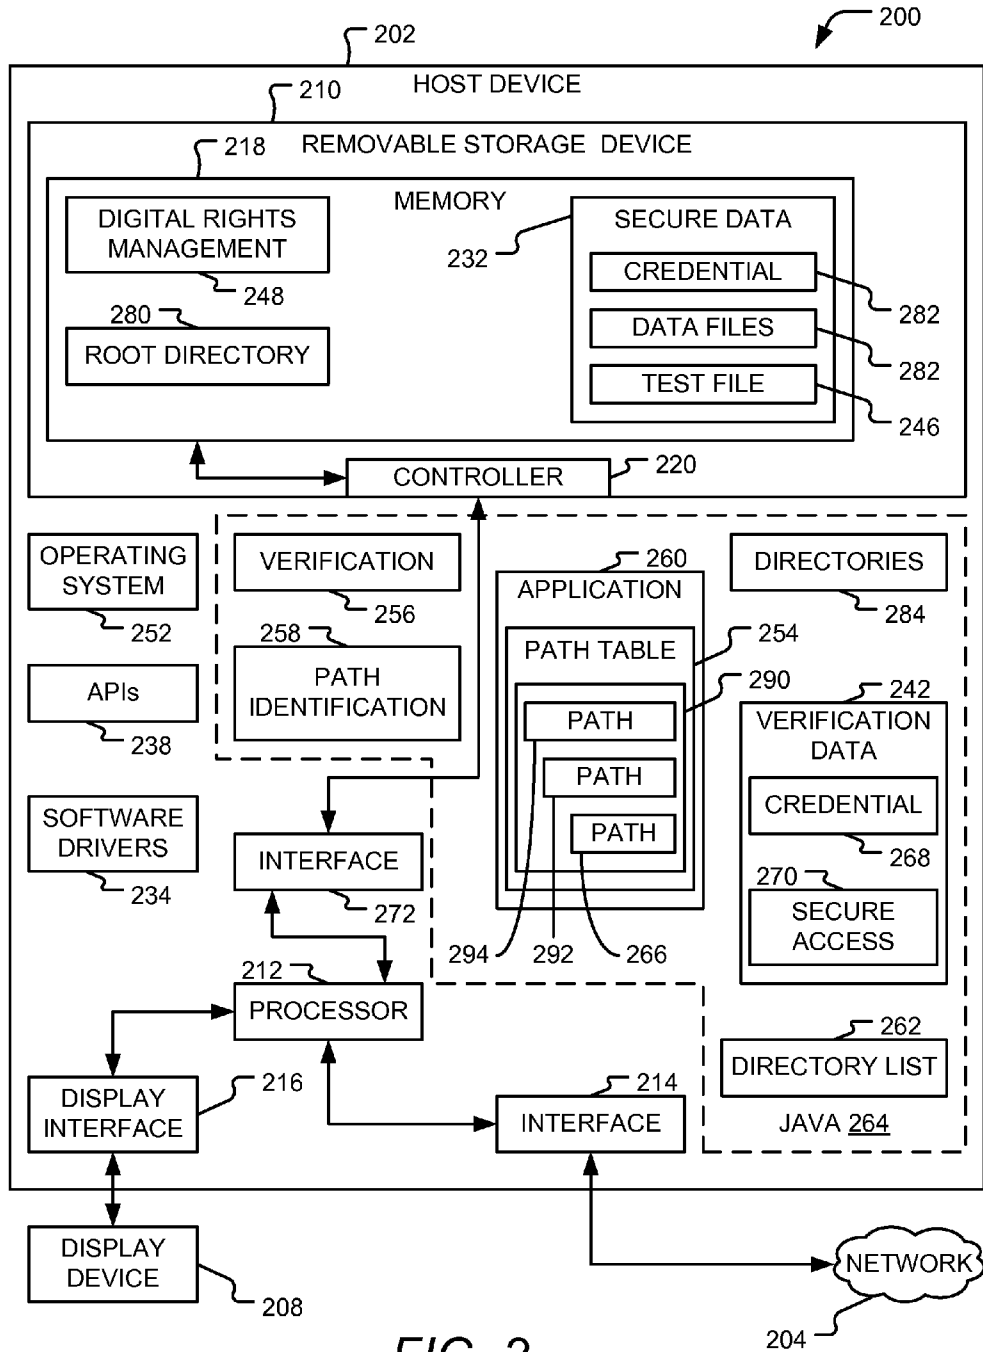 200
202
HOST DEVICE
210
REMOVABLE STORAGE DEVICE
218
MEMORY
DIGITAL RIGHTS
MANAGEMENT
248
280
ROOT DIRECTORY
SECURE DATA
232
CREDENTIAL
282
DATA FILES
282
TEST FILE
246
CONTROLLER
220
OPERATING
SYSTEM
252
VERIFICATION
256
260
APPLICATION
DIRECTORIES
284
258
PATH
IDENTIFICATION
254
PATH TABLE
290
PATH
PATH
PATH
294
292
266
APIs
238
242
VERIFICATION
DATA
CREDENTIAL
268
270
SECURE
ACCESS
SOFTWARE
DRIVERS
234
INTERFACE
272
212
PROCESSOR
262
DIRECTORY LIST
JAVA 264
DISPLAY
INTERFACE
216
214
INTERFACE
DISPLAY
DEVICE
208
NETWORK
204